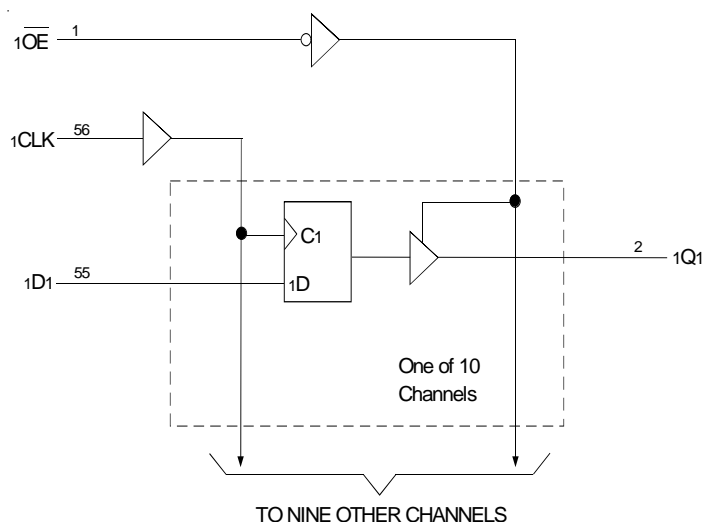 1OE 1
1CLK 56
C1
1D1 55
1D
2 1Q1
One of 10
Channels
TO NINE OTHER CHANNELS